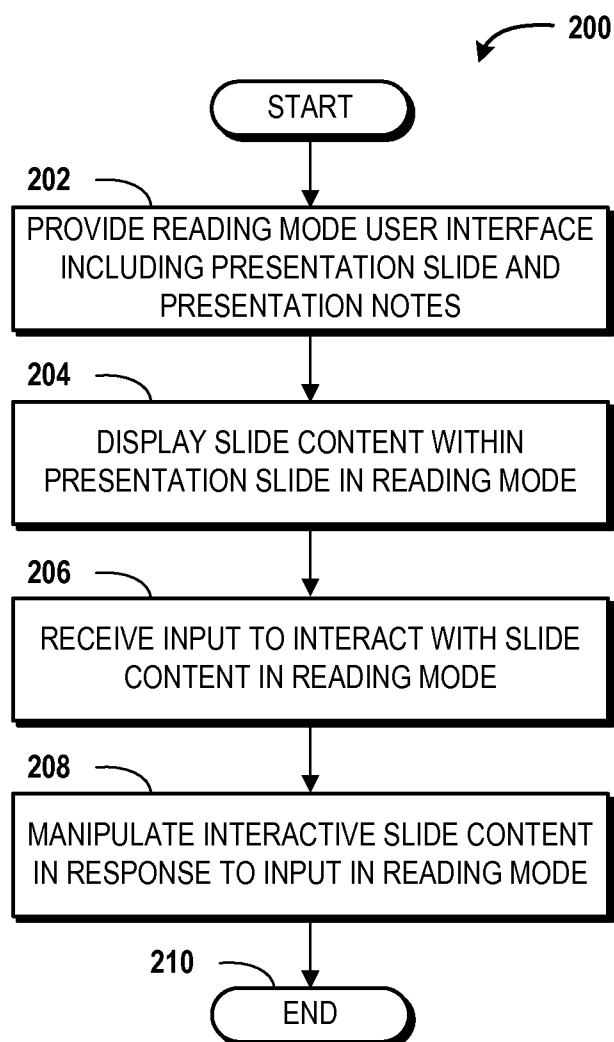 200
START
202
PROVIDE READING MODE USER INTERFACE
INCLUDING PRESENTATION SLIDE AND
PRESENTATION NOTES
204
DISPLAY SLIDE CONTENT WITHIN
PRESENTATION SLIDE IN READING MODE
206
RECEIVE INPUT TO INTERACT WITH SLIDE
CONTENT IN READING MODE
208
MANIPULATE INTERACTIVE SLIDE CONTENT
IN RESPONSE TO INPUT IN READING MODE
210
END